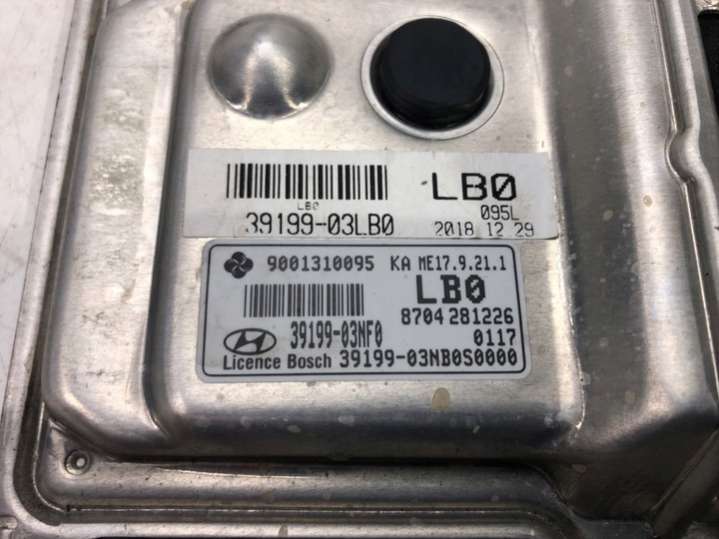 LB0
LB0
095L
39199-03LB0
2018.12.29
9001310095 KA ME17.9.21.1
LB0
8704 281226
39199-03NF0
0117
Licence Bosch 39199-03NB0S0000